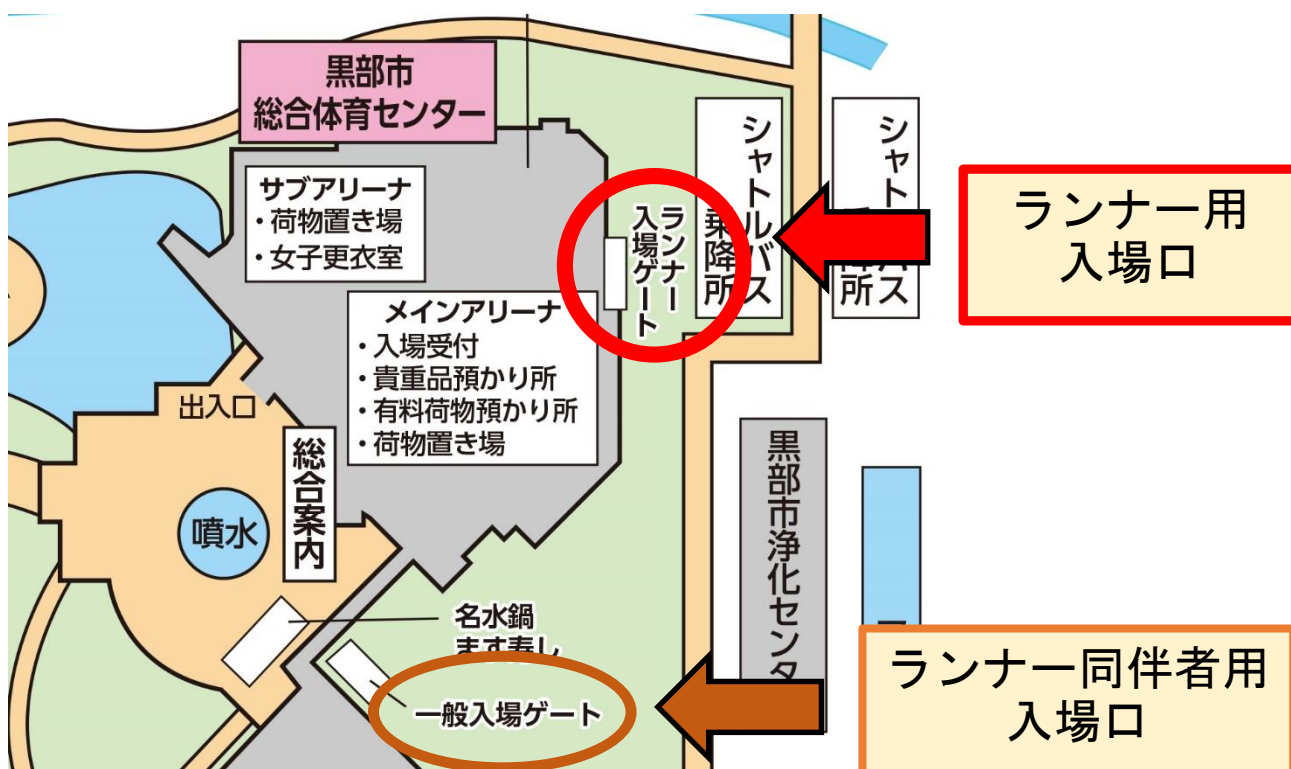 黒部市
総合体育センター
サブアリーナ
・荷物置き場
・女子更衣室
ランナー
入場ゲート
シャトルバス
乗降所
シャト
ス
所
ランナー用
入場口
メインアリーナ
・入場受付
・貴重品預かり所
・有料荷物預かり所
・荷物置き場
出入口
総合案内
噴水
黒部市浄化センタ
名水鍋
ます寿し
一般入場ゲート
ランナー同伴者用
入場口